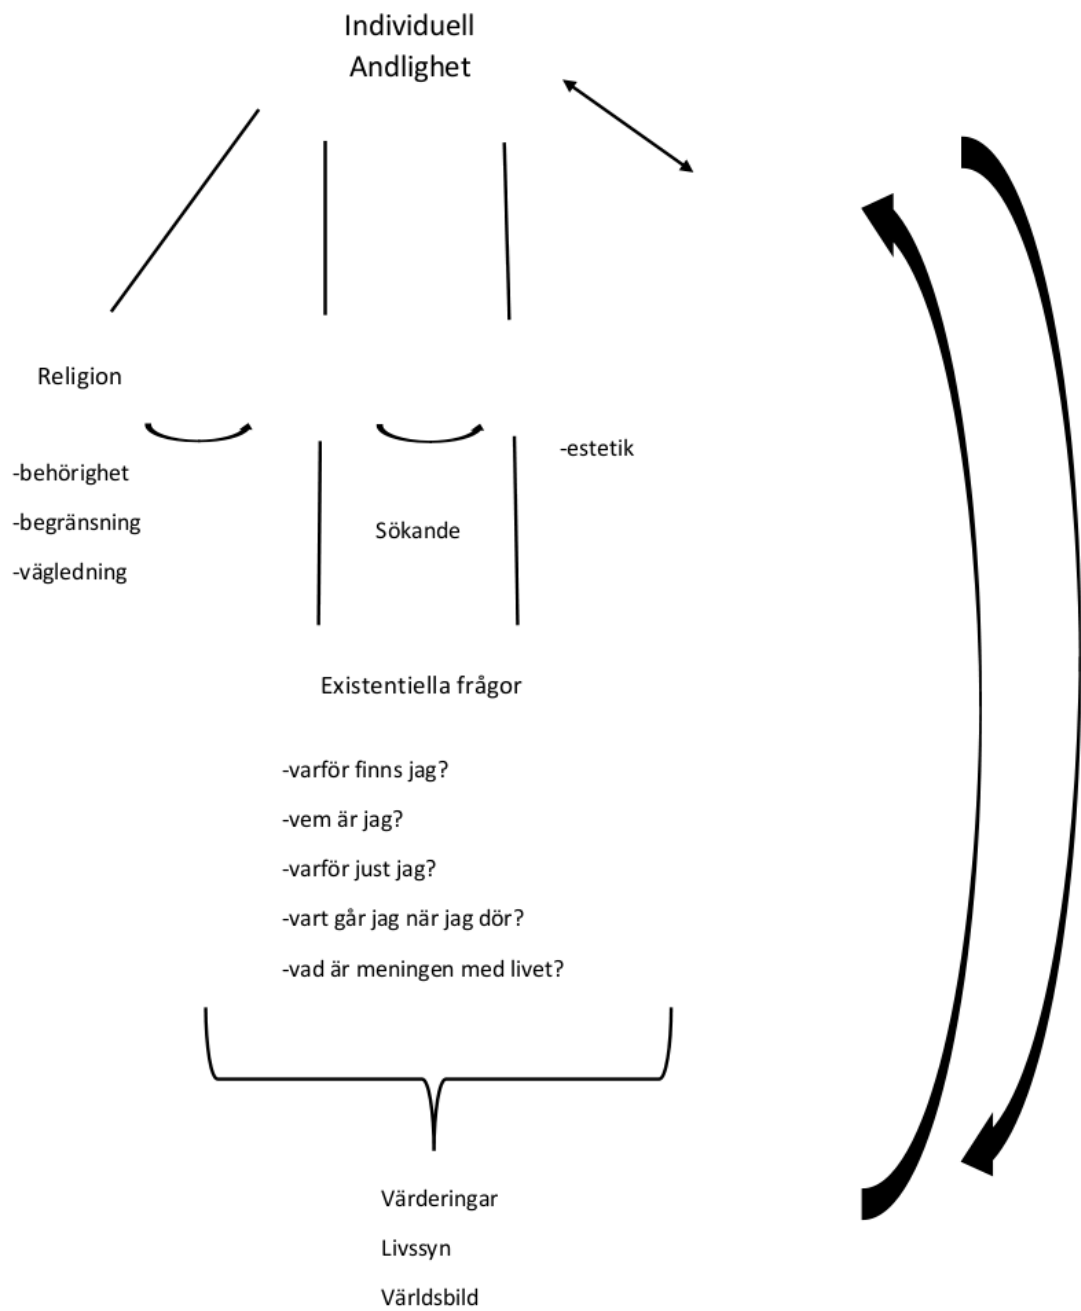 Individuell
Andlighet
Religion
-estetik
-behörighet
-begränsning
Sökande
-vägledning
Existentiella frågor
-varför finns jag?
-vem är jag?
-varför just jag?
-vart går jag när jag dör?
-vad är meningen med livet?
Värderingar
Livssyn
Världsbild